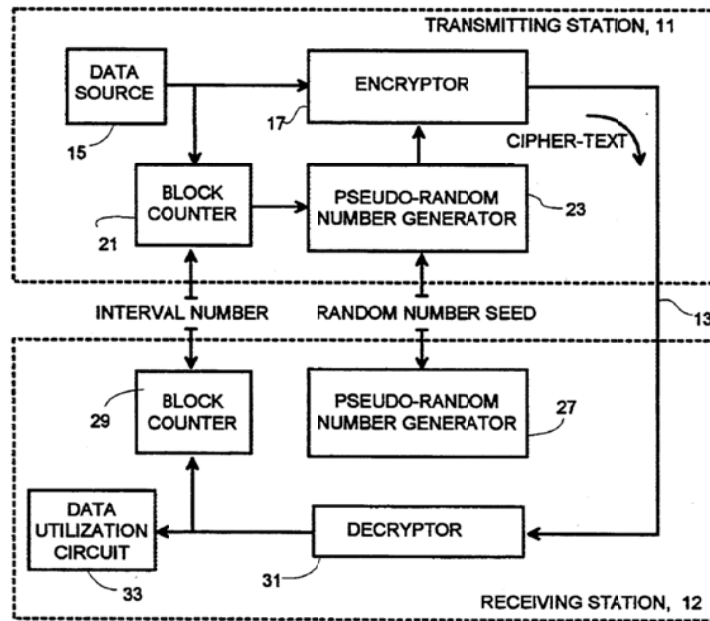 TRANSMITTING STATION, 11
DATA
SOURCE
15
ENCRYPTOR
17
CIPHER-TEXT
BLOCK
COUNTER
21
PSEUDO-RANDOM
NUMBER GENERATOR
23
INTERVAL NUMBER
RANDOM NUMBER SEED
13
29
BLOCK
COUNTER
PSEUDO-RANDOM
NUMBER GENERATOR
27
DATA
UTILIZATION
CIRCUIT
33
DECRYPTOR
31
RECEIVING STATION, 12